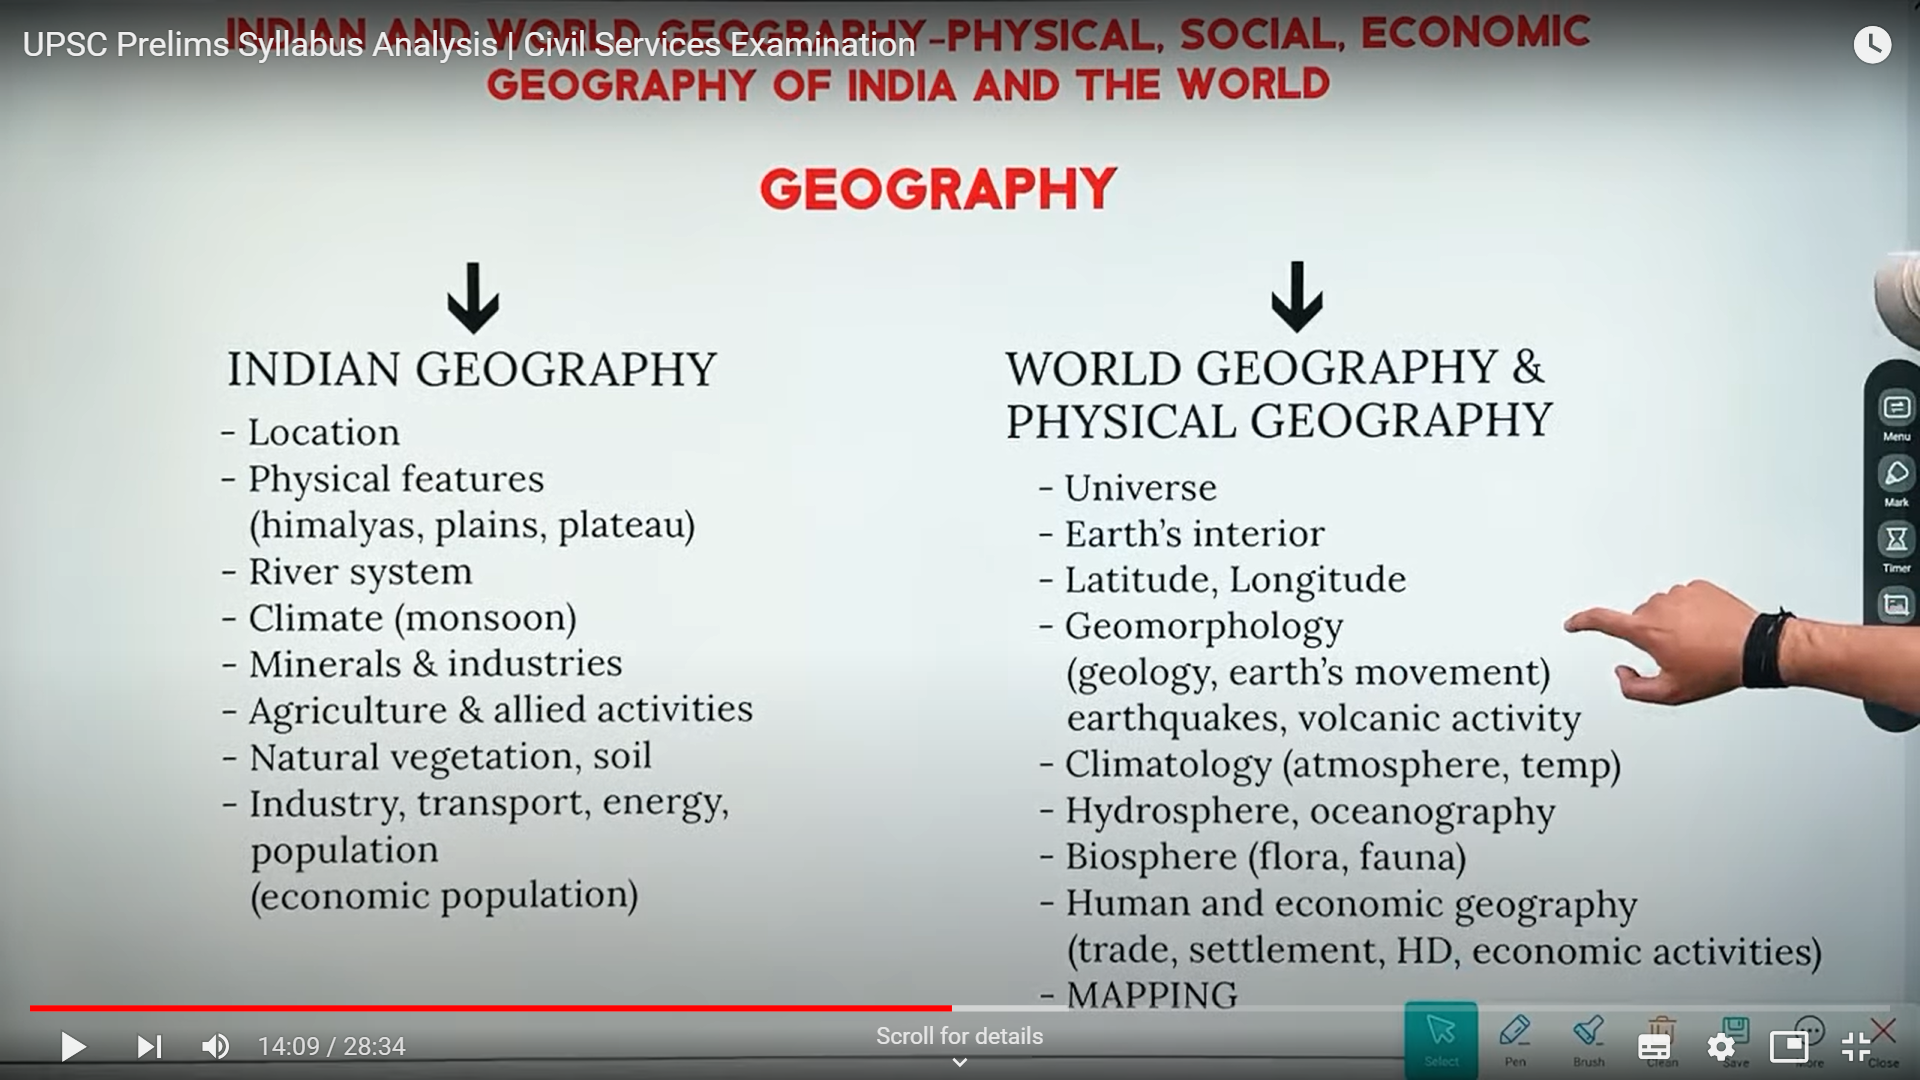 INDIAN AND WORLD GEOGRAPHY-PHYSICAL, SOCIAL, ECONOMIC
UPSC Prelims Syllabus Analysis | Civil Services Examination
GEOGRAPHY OF INDIA AND THE WORLD
GEOGRAPHY
INDIAN GEOGRAPHY
- Location
- Physical features
(himalyas, plains, plateau)
- River system
- Climate (monsoon)
- Minerals & industries
- Agriculture & allied activities
- Natural vegetation, soil
- Industry, transport, energy,
population
(economic population)
WORLD GEOGRAPHY &
PHYSICAL GEOGRAPHY
- Universe
- Earth's interior
- Latitude, Longitude
- Geomorphology
(geology, earth's movement)
earthquakes, volcanic activity
- Climatology (atmosphere, temp)
- Hydrosphere, oceanography
- Biosphere (flora, fauna)
- Human and economic geography
(trade, settlement, HD, economic activities)
- MAPPING
Menu
Mark
Timer
14:09 / 28:34
Scroll for details
Select
Pen
Brush
Clean
Save
More
Close